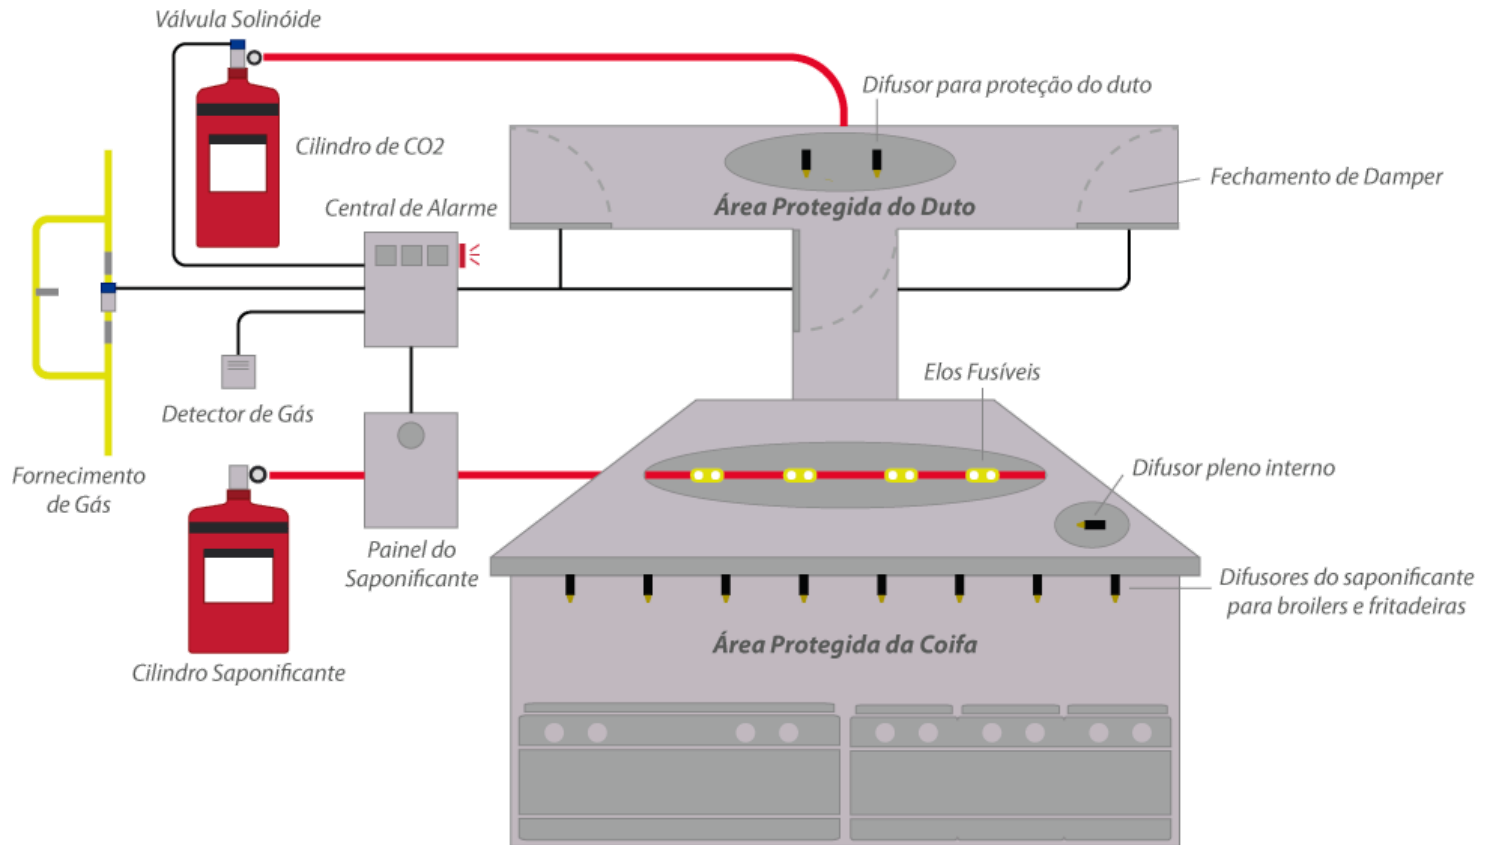 Válvula Solinóide
Difusor para proteção do duto
Cilindro de CO2
Fechamento de Damper
Central de Alarme
Área Protegida do Duto
Elos Fusíveis
Detector de Gás
Difusor pleno interno
Fornecimento
de Gás
Painel do
Saponificante
Difusores do saponificante
para broilers e fritadeiras
Área Protegida da Coifa
Cilindro Saponificante